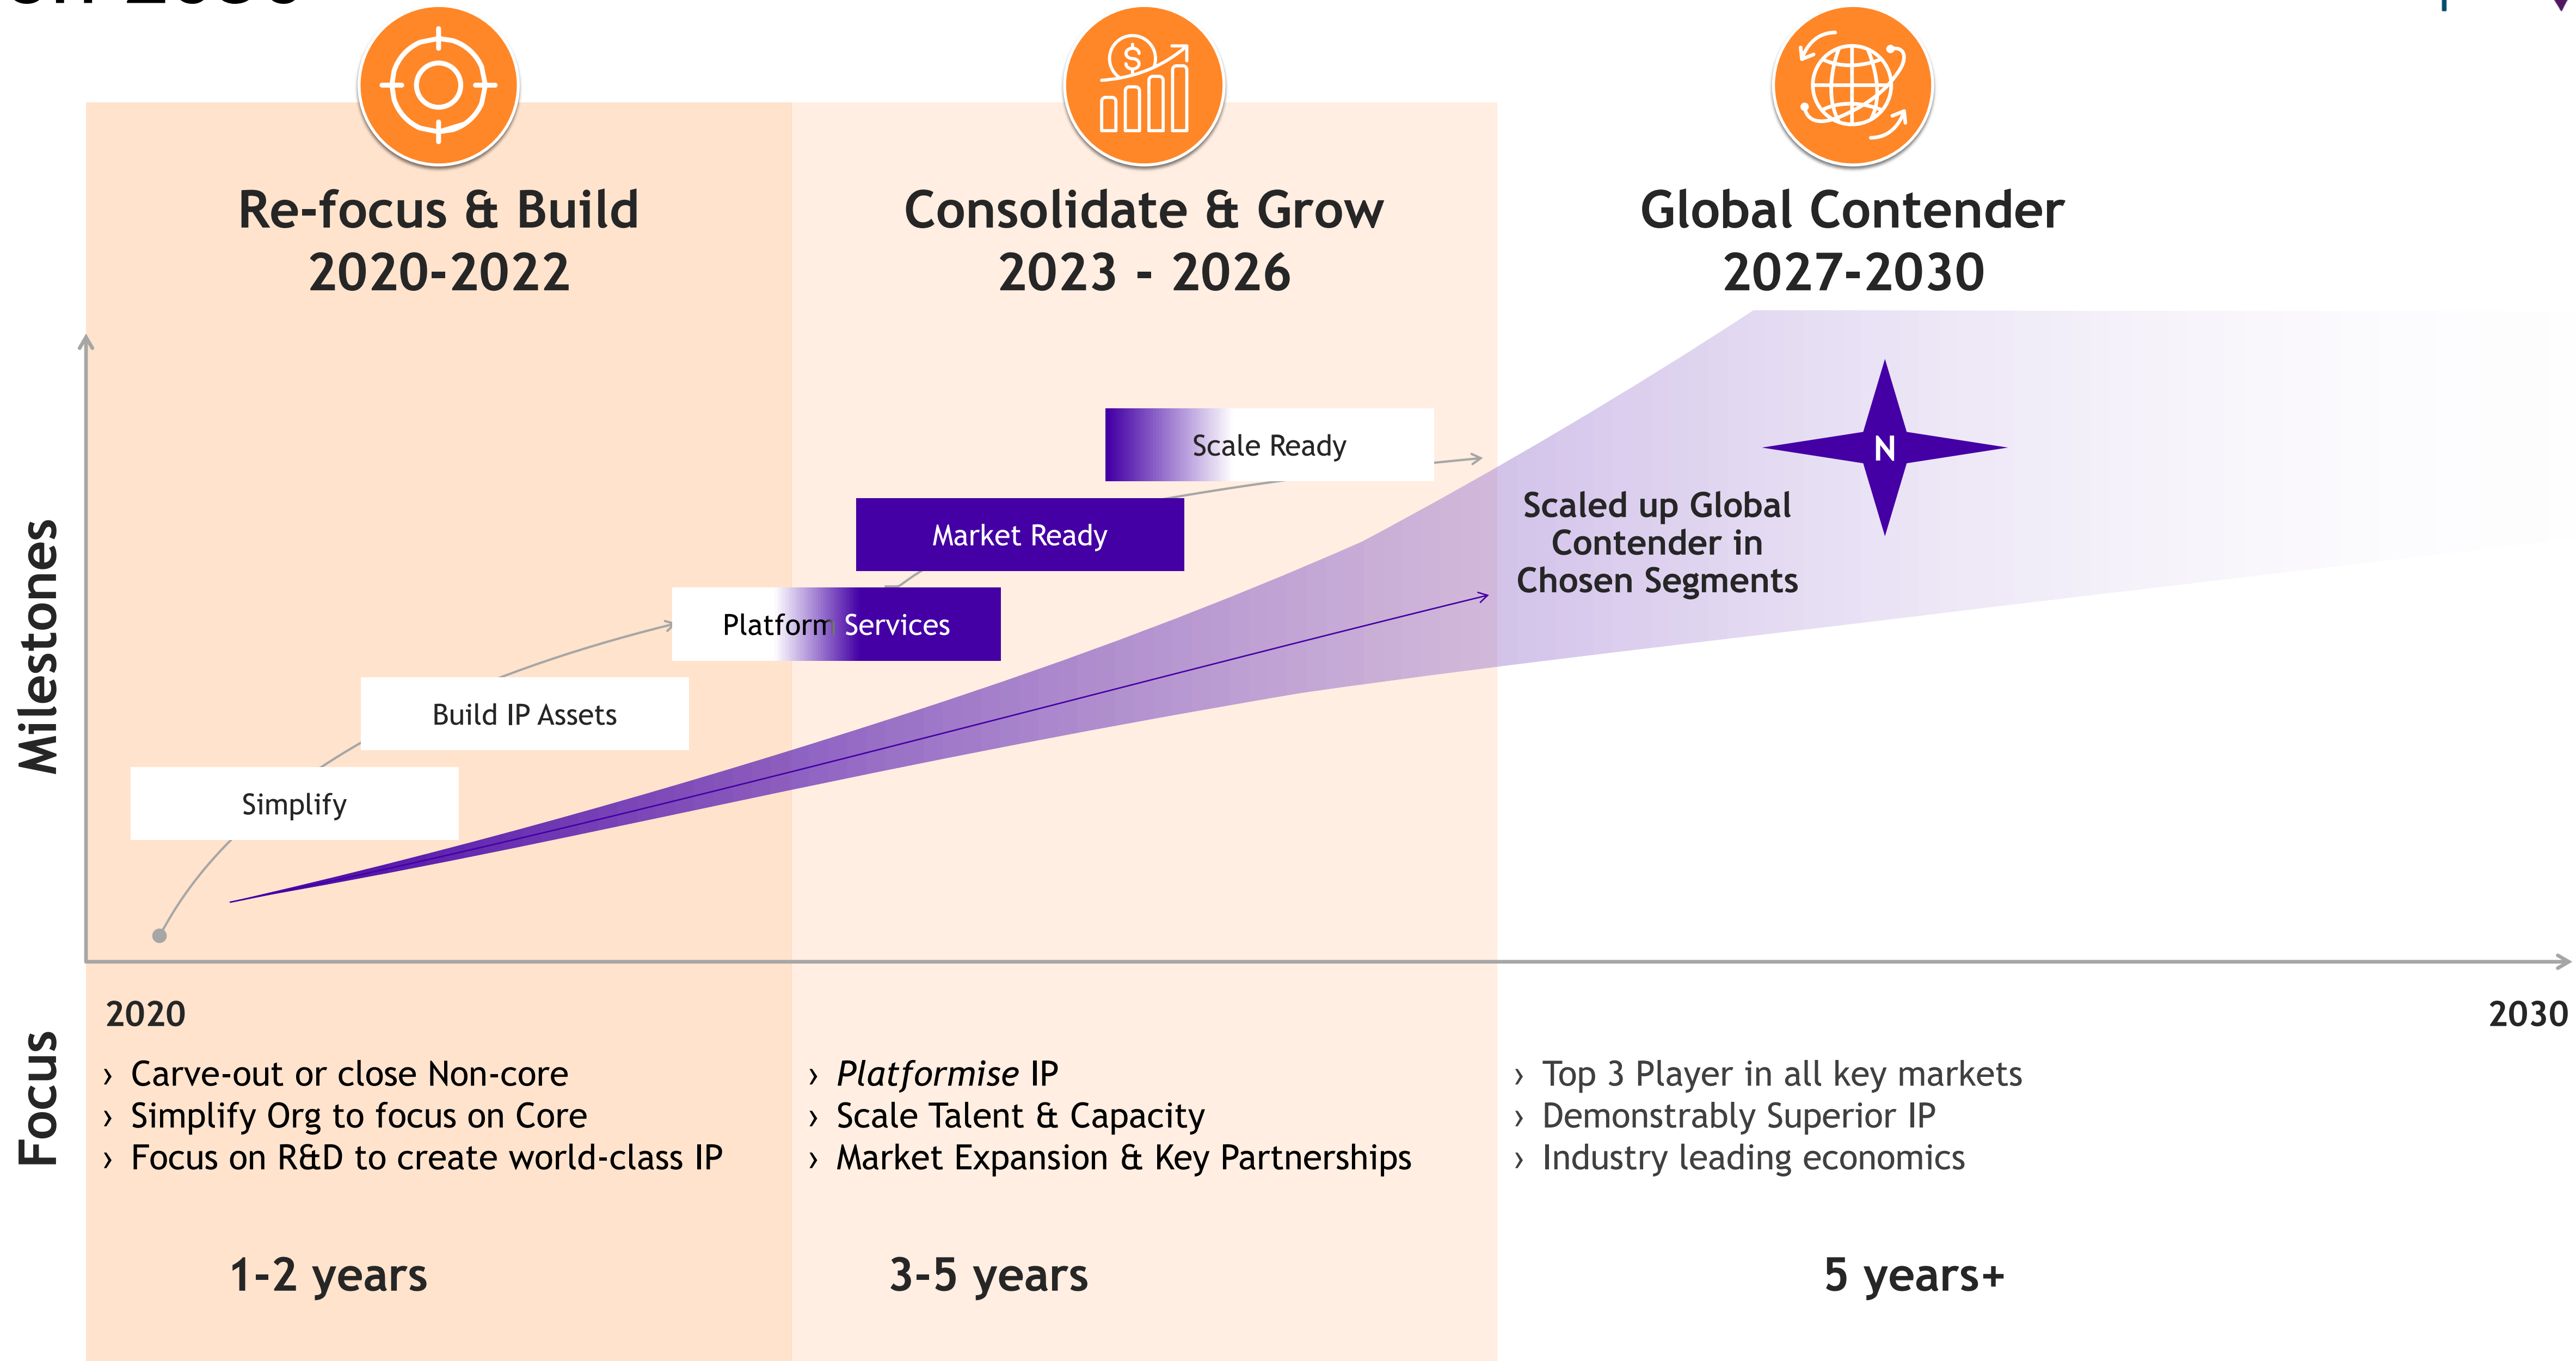 Re-focus & Build
2020-2022
Consolidate & Grow
2023 - 2026
Global Contender
2027-2030
Milestones
Scale Ready
Market Ready
Platform Services
Build IP Assets
Simplify
N
Scaled up Global
Contender in
Chosen Segments
2020
2030
Focus
› Carve-out or close Non-core
› Simplify Org to focus on Core
› Focus on R&D to create world-class IP
› Platformise IP
› Scale Talent & Capacity
› Market Expansion & Key Partnerships
› Top 3 Player in all key markets
› Demonstrably Superior IP
› Industry leading economics
1-2 years
3-5 years
5 years+